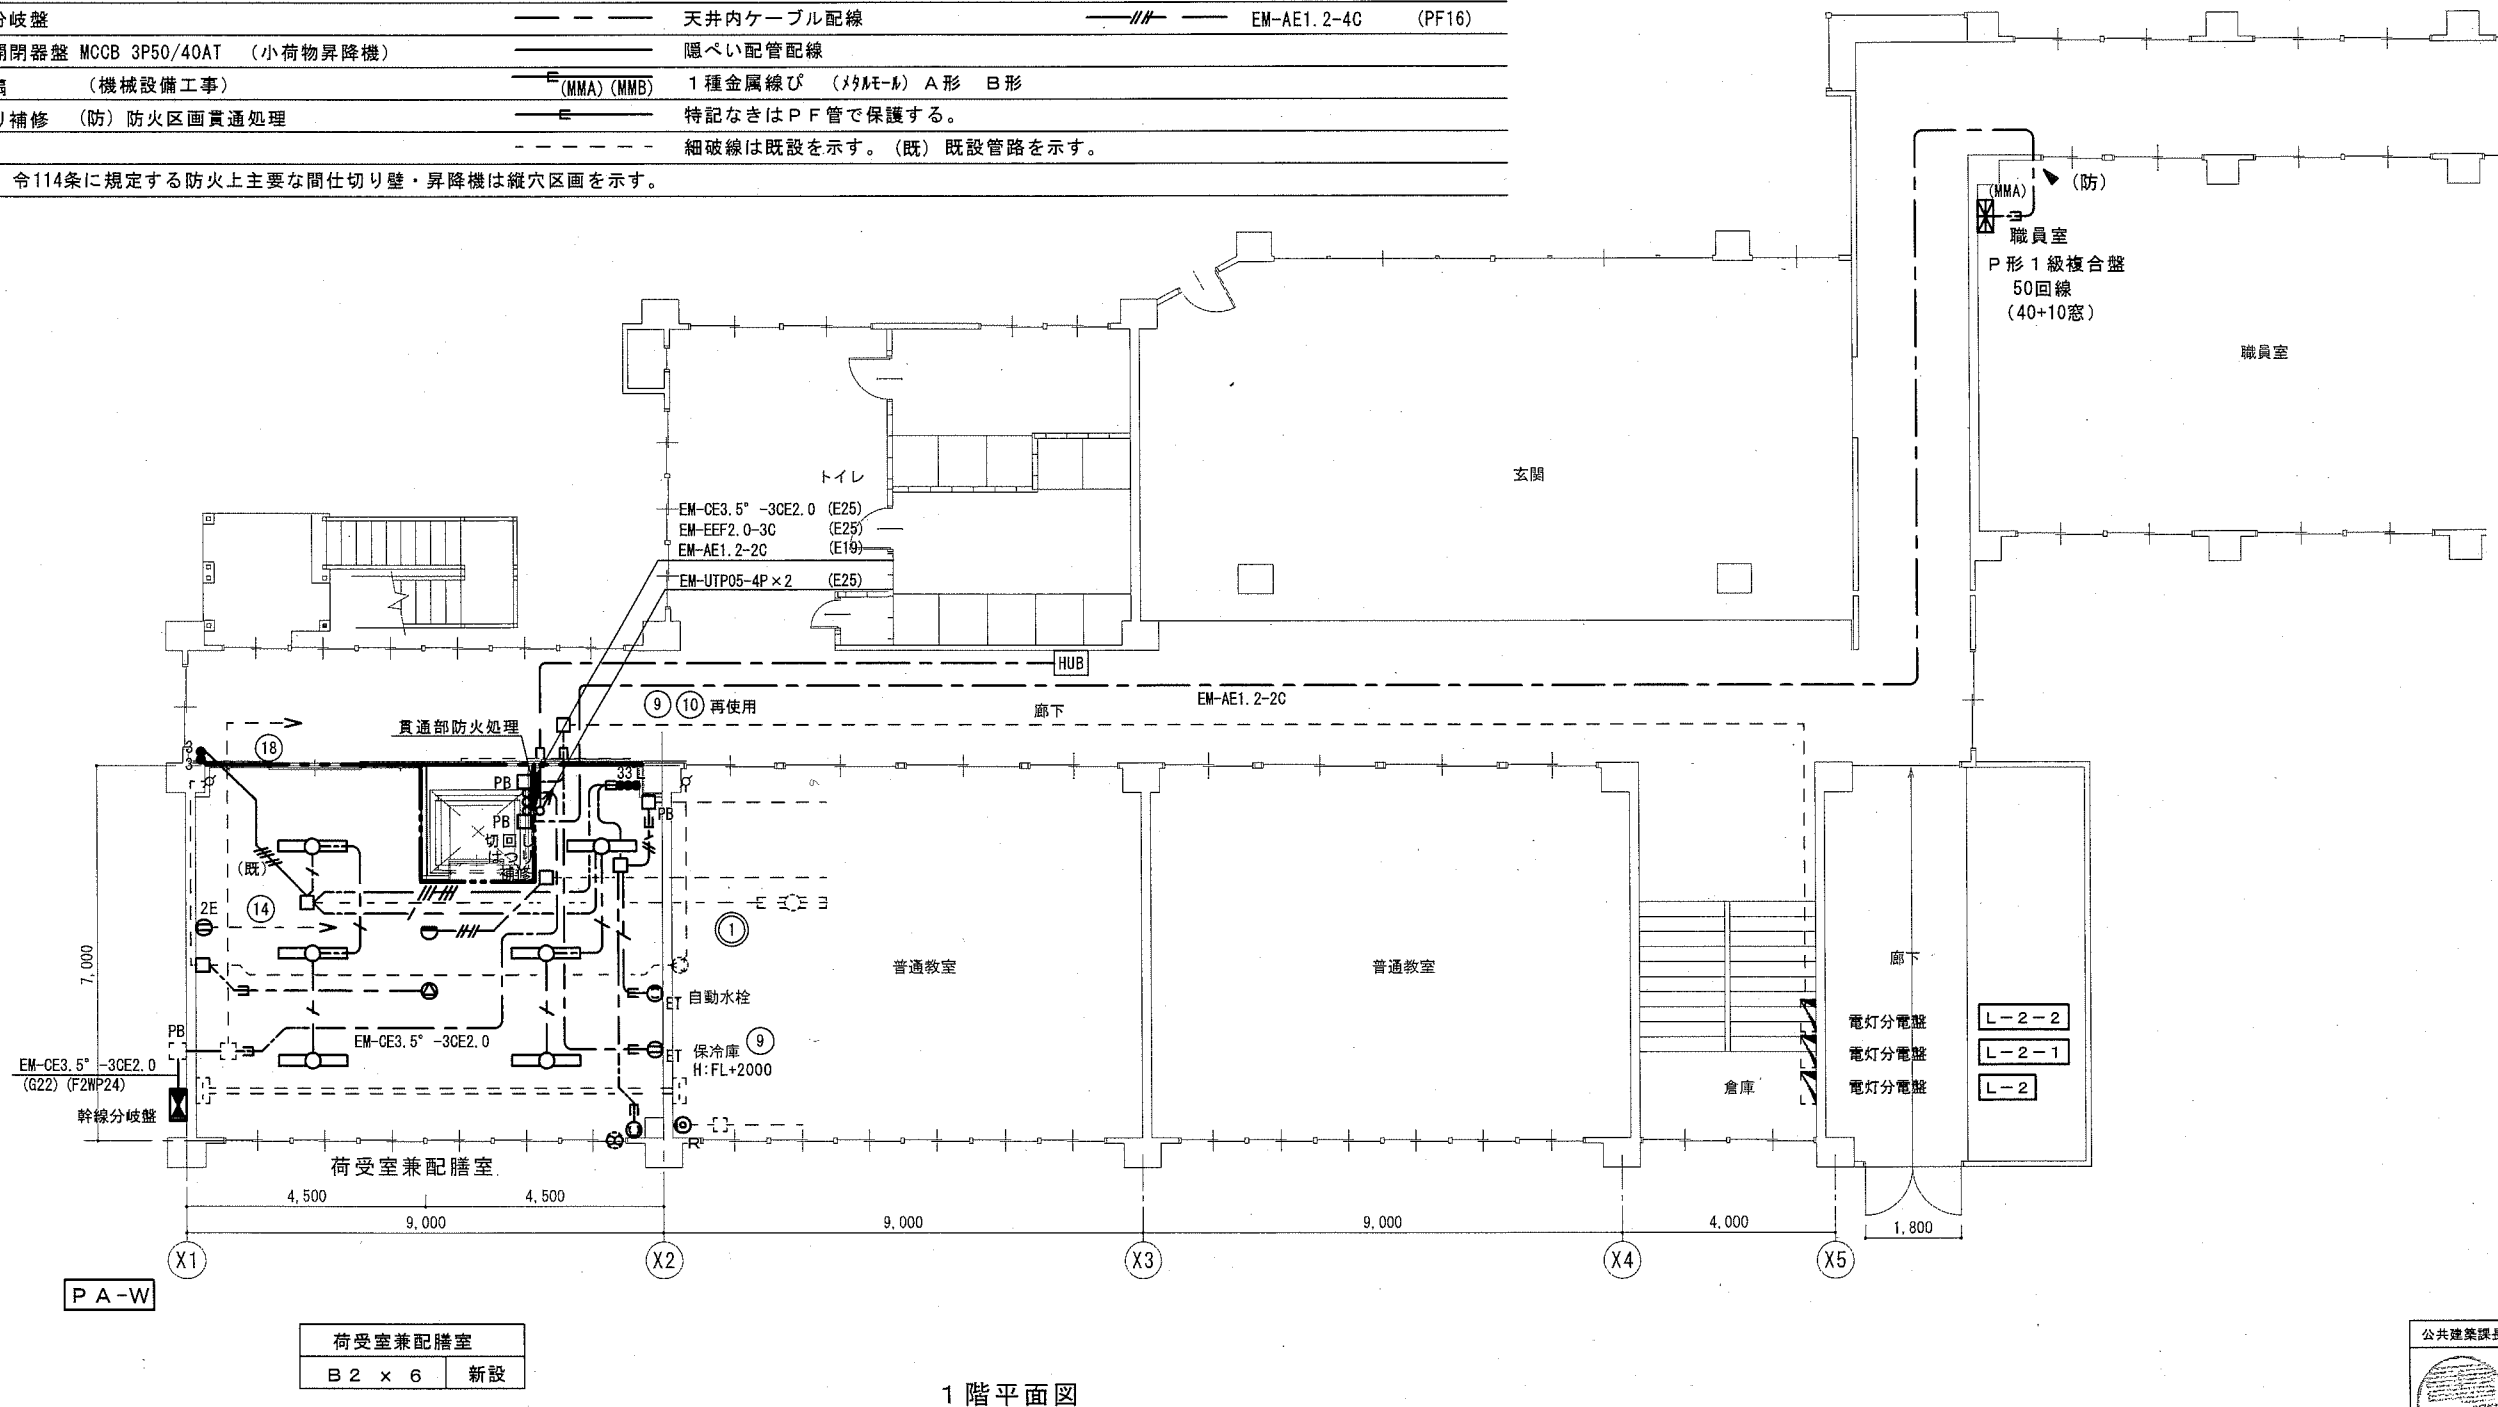 分岐盤
天井内ケーブル配線
EM-AE1.2-4C (PF16)
開閉器盤 MCCB 3P50/40AT (小荷物昇降機)
隠ぺい配管配線
(機械設備工事)
E
(MMA) (MMB)
1種金属線ぴ (メタルモール) A形 B形
補修 (防) 防火区画貫通処理
E
特記なきはPF管で保護する。
細破線は既設を示す。(既) 既設管路を示す。
令114条に規定する防火上主要な間仕切り壁・昇降機は縦穴区画を示す。
(MMA)
(防)
職員室
P形1級複合盤
50回線
(40+10窓)
職員室
トイレ
玄関
EM-CE3.5°-3CE2.0 (E25)
EM-EEF2.0-3C (E25)
EM-AE1.2-2C (E19)
EM-UTP05-4P×2 (E25)
HUB
EM-AE1.2-2C
9 10 再使用
廊下
貫通部防火処理
18
3
3
PB
33
PB
PB
切回し
はつり
補修
(既)
2E
14
1
7,000
普通教室
普通教室
廊下
ET
自動水栓
電灯分電盤
L-2-2
PB
EM-CE3.5°-3CE2.0
ET
保冷庫 9
H:FL+2000
電灯分電盤
L-2-1
EM-CE3.5°-3CE2.0
(G22) (F2WP24)
倉庫
電灯分電盤
L-2
幹線分岐盤
R
荷受室兼配膳室
4,500
4,500
9,000
9,000
9,000
4,000
1,800
X1
X2
X3
X4
X5
PA-W
荷受室兼配膳室
B2 × 6 新設
1階平面図
公共建築課長